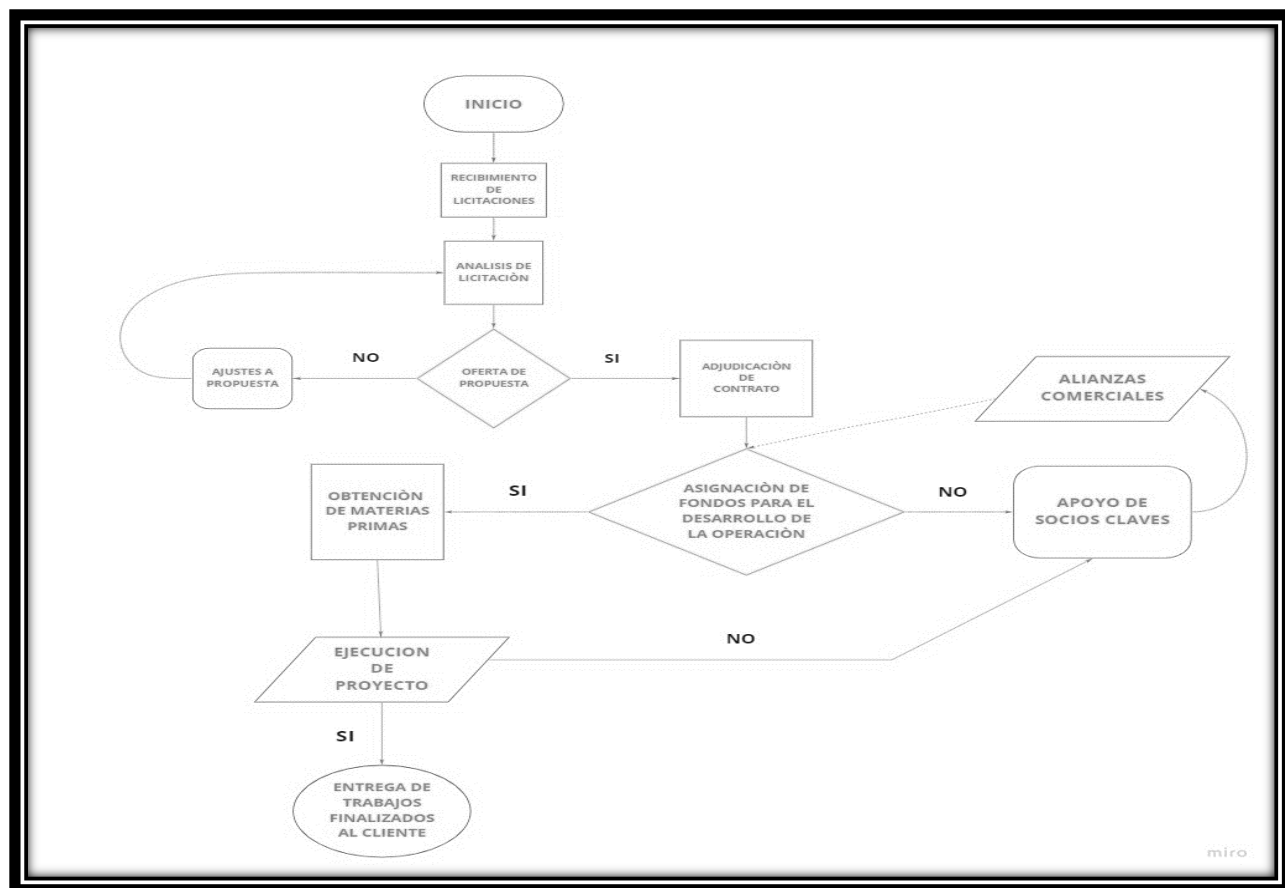 INICIO
RECIBIMIENTO
DE
LICITACIONES
ANALISIS DE
LICITACIÒN
NO
SI
AJUSTES A
PROPUESTA
OFERTA DE
PROPUESTA
ADJUDICACIÒN
DE
CONTRATO
ALIANZAS
COMERCIALES
SI
NO
OBTENCIÒN
DE MATERIAS
PRIMAS
ASIGNACIÒN DE
FONDOS PARA EL
DESARROLLO DE
LA OPERACIÒN
APOYO DE
SOCIOS CLAVES
NO
EJECUCION
DE
PROYECTO
SI
ENTREGA DE
TRABAJOS
FINALIZADOS
AL CLIENTE
miro